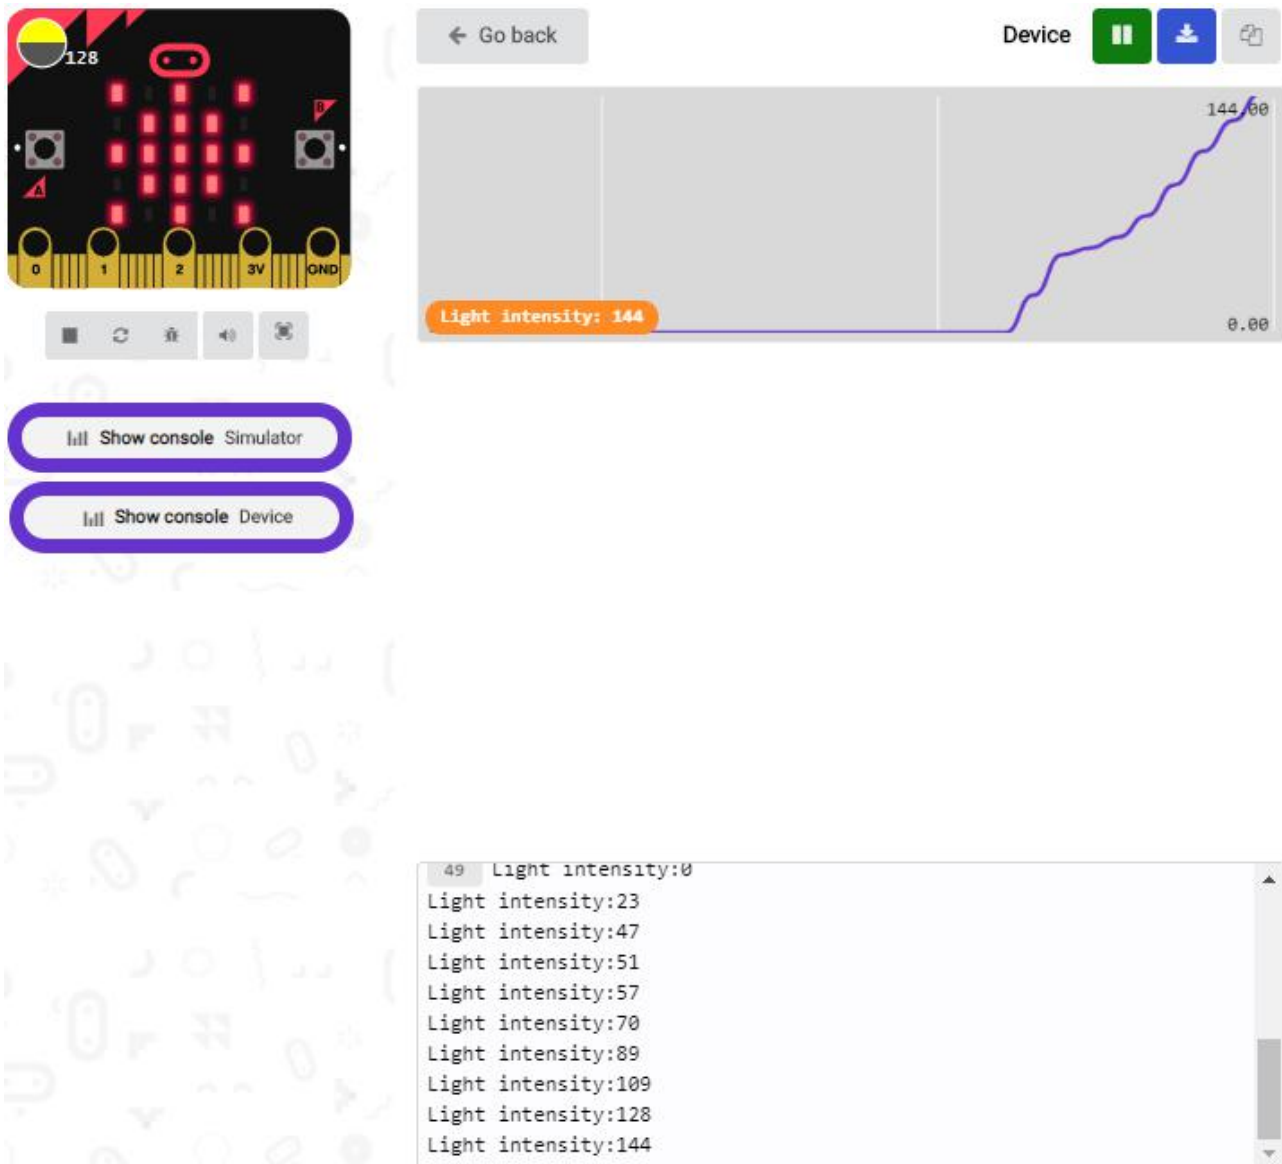 128
B
A
0 1 2 3V GND
Show console Simulator
Show console Device
Go back
Device
144.00
Light intensity: 144
0.00
49 Light intensity:0
Light intensity:23
Light intensity:47
Light intensity:51
Light intensity:57
Light intensity:70
Light intensity:89
Light intensity:109
Light intensity:128
Light intensity:144